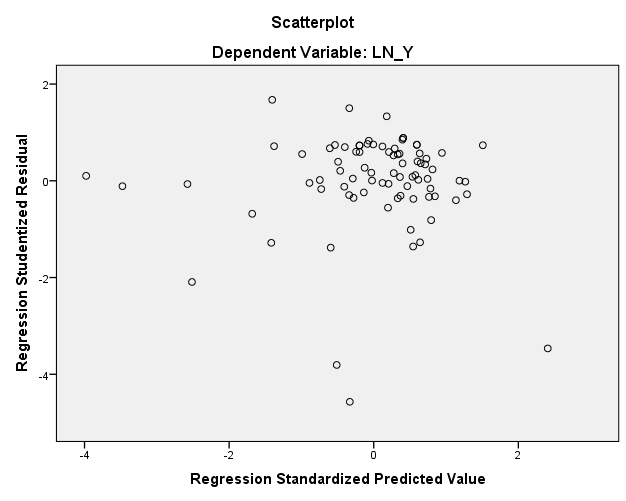 Scatterplot
Dependent Variable: LN_Y
Regression Studentized Residual
2
0
-2
-4
-4
-2
0
2
Regression Standardized Predicted Value